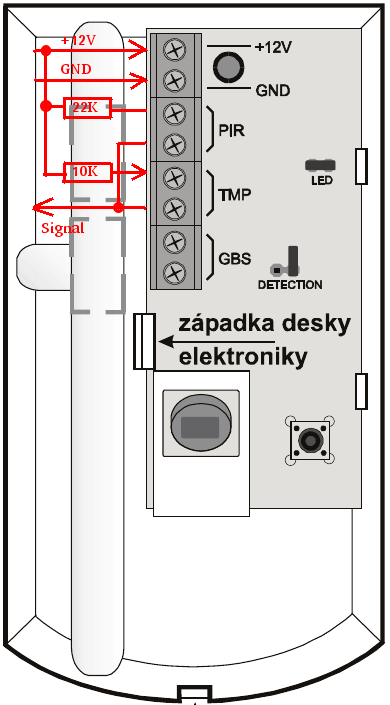 +12V
+12V
GND
GND
22K
PIR
10K
TMP
LED
Signal
GBS
DETECTION
západka desky
elektroniky